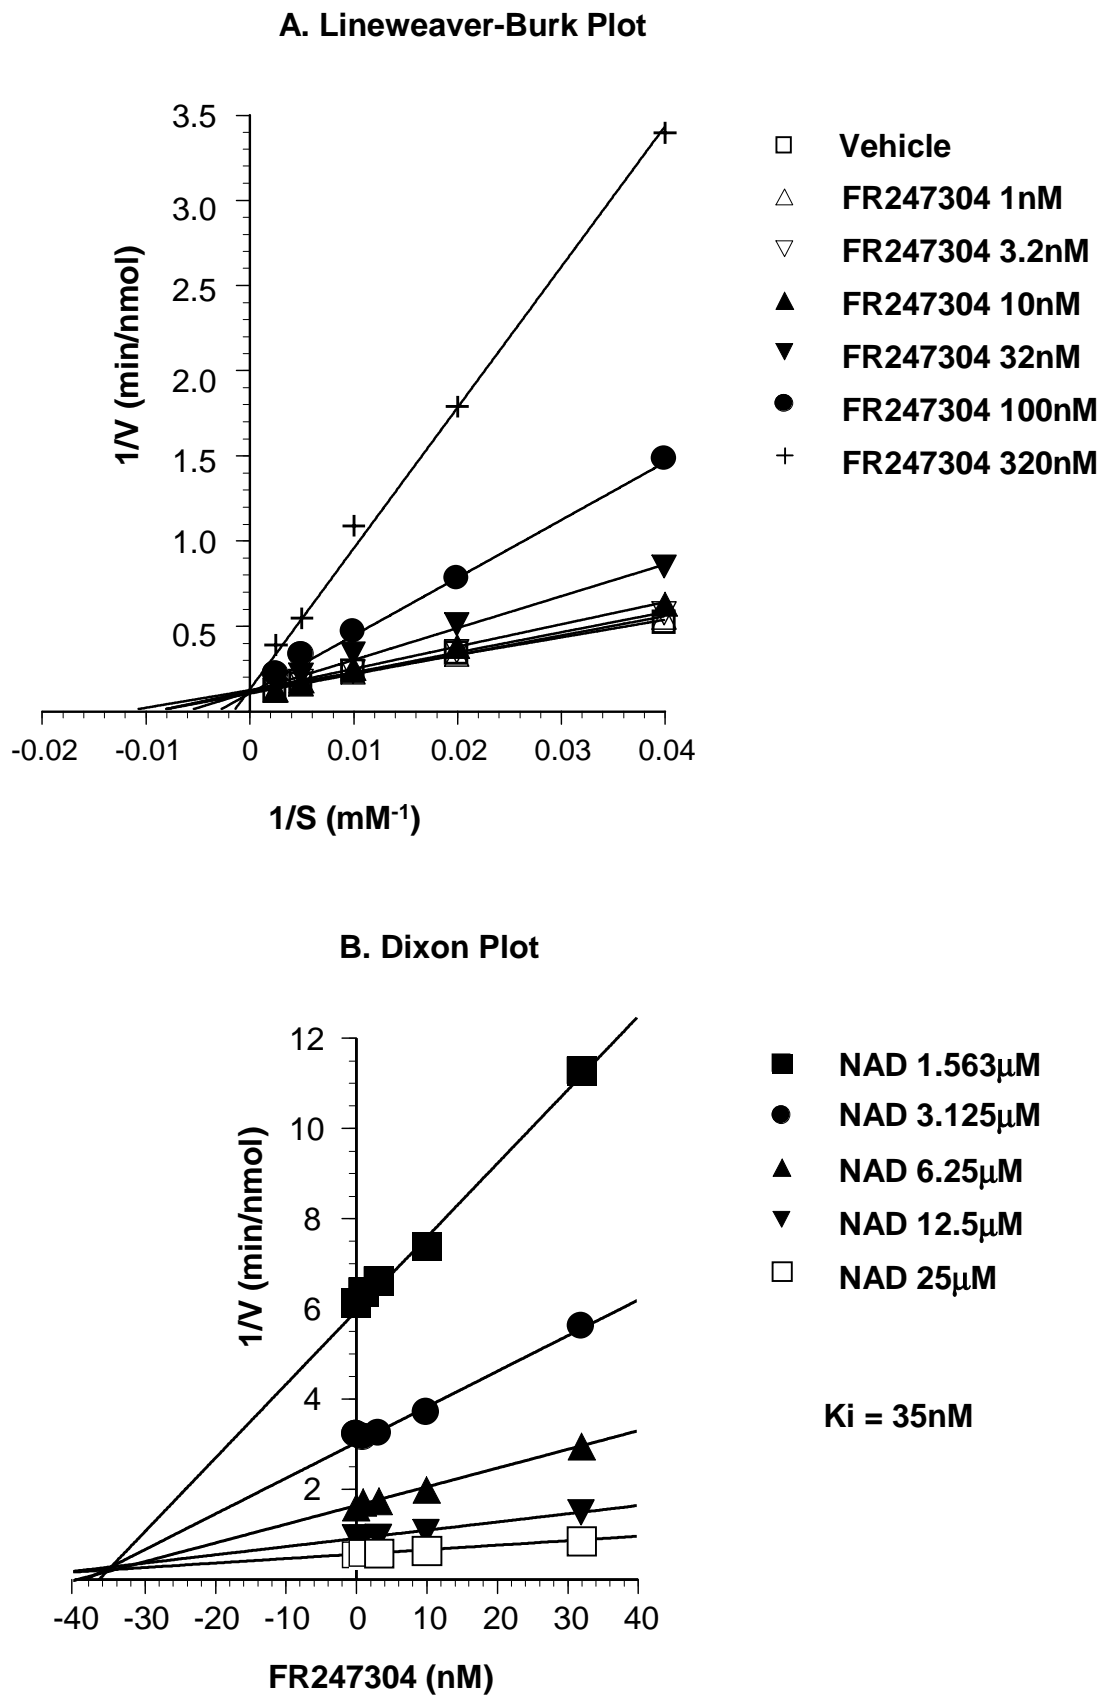 A. Lineweaver-Burk Plot
3.5
3.0
2.5
2.0
1.5
1.0
0.5
1/V (min/nmol)
-0.02 -0.01 0 0.01 0.02 0.03 0.04
1/S (mM-1)
Vehicle
FR247304 1nM
FR247304 3.2nM
FR247304 10nM
FR247304 32nM
FR247304 100nM
FR247304 320nM
B. Dixon Plot
12
10
8
6
4
2
1/V (min/nmol)
-40 -30 -20 -10 0 10 20 30 40
FR247304 (nM)
NAD 1.563μM
NAD 3.125μM
NAD 6.25μM
NAD 12.5μM
NAD 25μM
Ki = 35nM